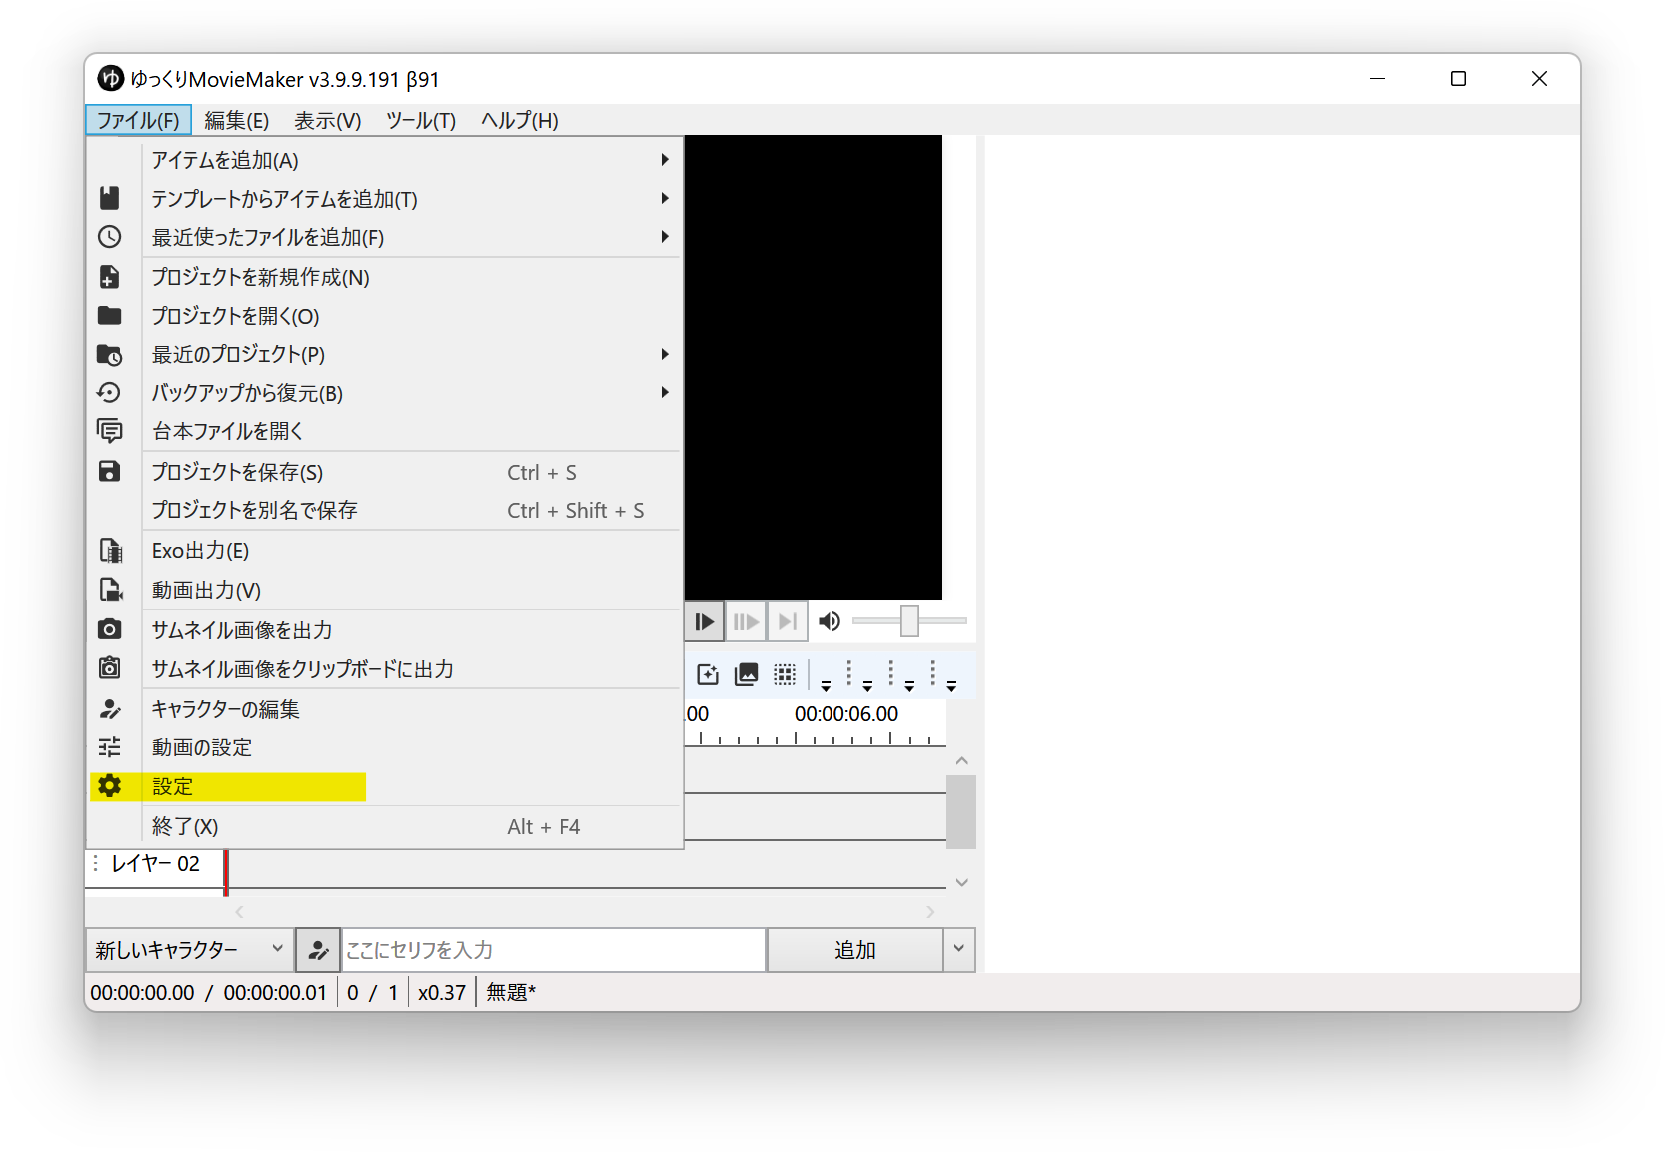 ゆっくりMovieMaker v3.9.9.191 β91
ファイル(F) 編集(E) 表示(V) ツール(T) ヘルプ(H)
アイテムを追加(A)
テンプレートからアイテムを追加(T)
最近使ったファイルを追加(F)
プロジェクトを新規作成(N)
プロジェクトを開く(O)
最近のプロジェクト(P)
バックアップから復元(B)
台本ファイルを開く
プロジェクトを保存(S) Ctrl + S
プロジェクトを別名で保存 Ctrl + Shift + S
Exo出力(E)
動画出力(V)
サムネイル画像を出力
サムネイル画像をクリップボードに出力
キャラクターの編集
動画の設定
設定
終了(X) Alt + F4
.00 00:00:06.00
レイヤー 02
新しいキャラクター ここにセリフを入力 追加
00:00:00.00 / 00:00:00.01 0 / 1 x0.37 無題*